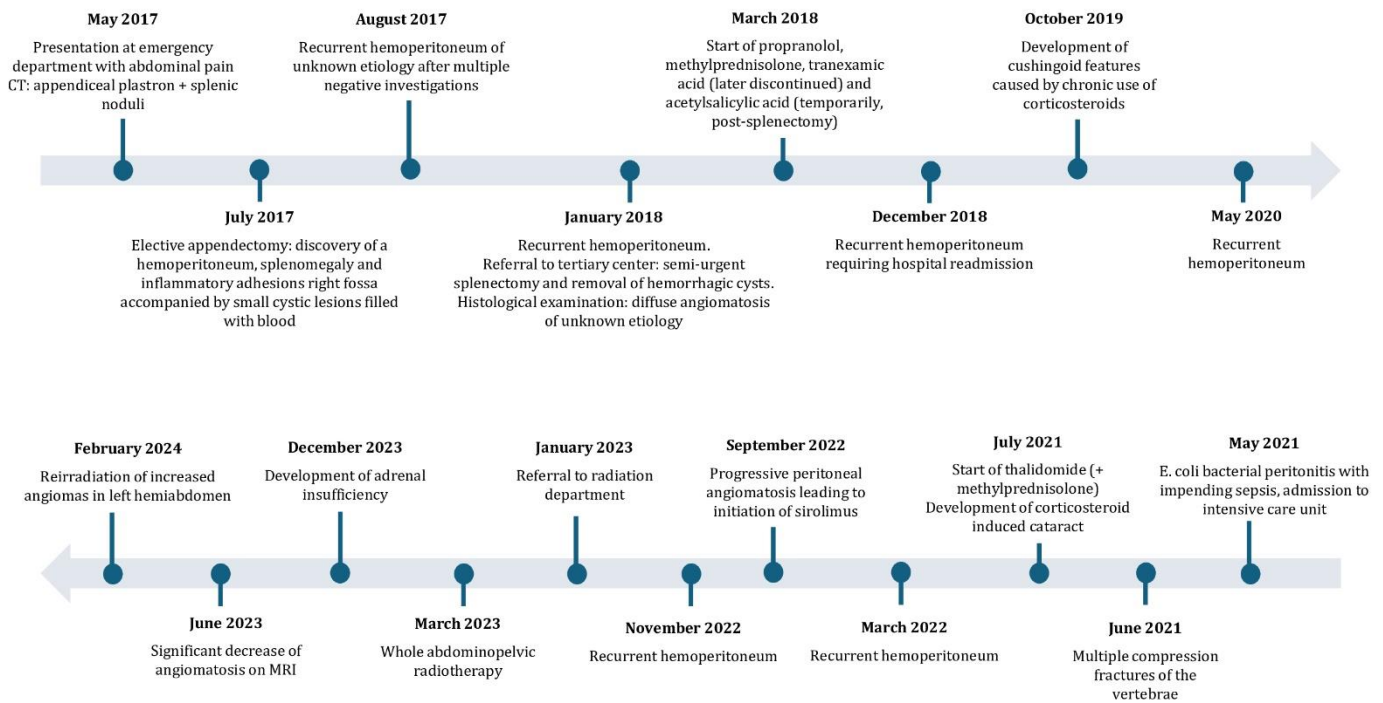 May 2017
Presentation at emergency
department with abdominal pain
CT: appendiceal plastron + splenic
noduli
July 2017
Elective appendectomy: discovery of a
hemoperitoneum, splenomegaly and
inflammatory adhesions right fossa
accompanied by small cystic lesions filled
with blood
August 2017
Recurrent hemoperitoneum of
unknown etiology after multiple
negative investigations
January 2018
Recurrent hemoperitoneum.
Referral to tertiary center: semi-urgent
splenectomy and removal of hemorrhagic cysts.
Histological examination: diffuse angiomatosis
of unknown etiology
March 2018
Start of propranolol,
methylprednisolone, tranexamic
acid (later discontinued) and
acetylsalicylic acid (temporarily,
post-splenectomy)
December 2018
Recurrent hemoperitoneum
requiring hospital readmission
October 2019
Development of
cushingoid features
caused by chronic use of
corticosteroids
May 2020
Recurrent
hemoperitoneum
May 2021
E. coli bacterial peritonitis with
impending sepsis, admission to
intensive care unit
June 2021
Multiple compression
fractures of the
vertebrae
July 2021
Start of thalidomide (+
methylprednisolone)
Development of corticosteroid
induced cataract
March 2022
Recurrent hemoperitoneum
September 2022
Progressive peritoneal
angiomatosis leading to
initiation of sirolimus
November 2022
Recurrent hemoperitoneum
January 2023
Referral to radiation
department
March 2023
Whole abdominopelvic
radiotherapy
December 2023
Development of adrenal
insufficiency
June 2023
Significant decrease of
angiomatosis on MRI
February 2024
Reirradiation of increased
angiomas in left hemiabdomen